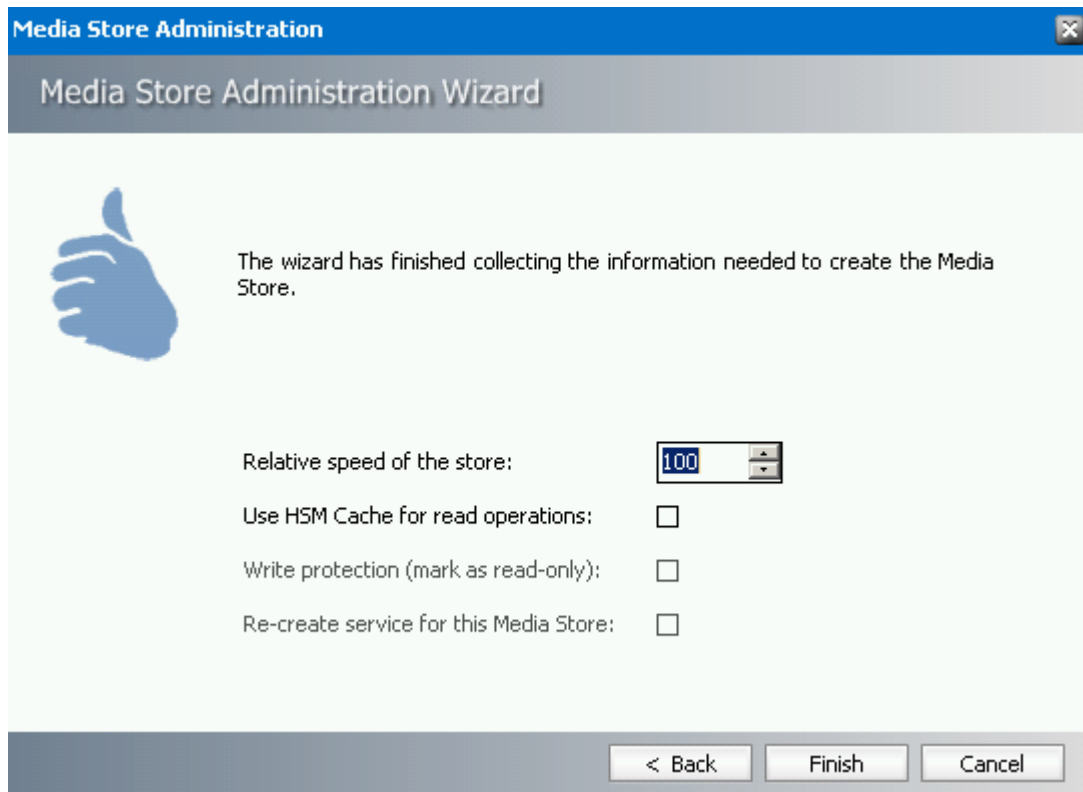 Media Store Administration
Media Store Administration Wizard
The wizard has finished collecting the information needed to create the Media
Store.
Relative speed of the store:
100
Use HSM Cache for read operations:
Write protection (mark as read-only):
Re-create service for this Media Store:
< Back
Finish
Cancel